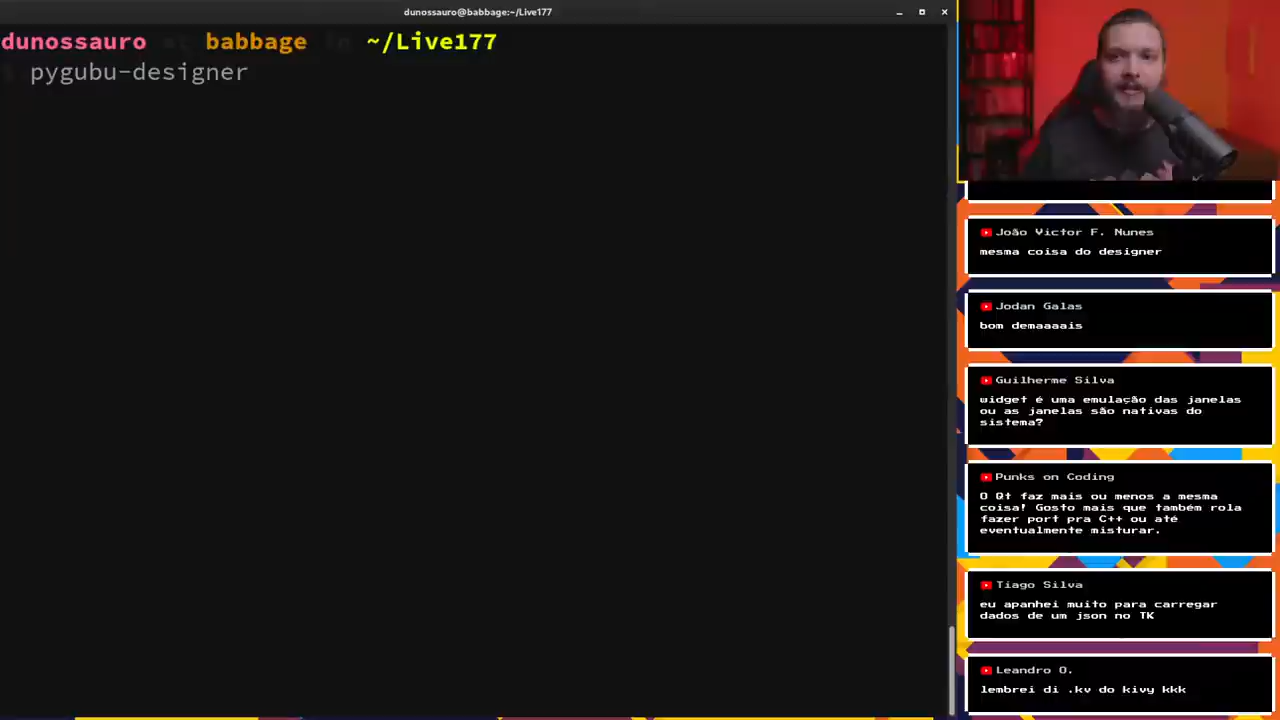 dunossauro@babbage:~/Live177
dunossauro at babbage in ~/Live177
pygubu-designer
João Victor F. Nunes
mesma coisa do designer
Jodan Galas
bom demaaaais
Guilherme Silva
widget é uma emulação das janelas
ou as janelas são nativas do
sistema?
Punks on Coding
O Qt faz mais ou menos a mesma
coisa! Gosto mais que também rola
fazer port pra C++ ou até
eventualmente misturar.
Tiago Silva
eu apanhei muito para carregar
dados de um json no TK
Leandro O.
lembrei di .kv do kivy kkk